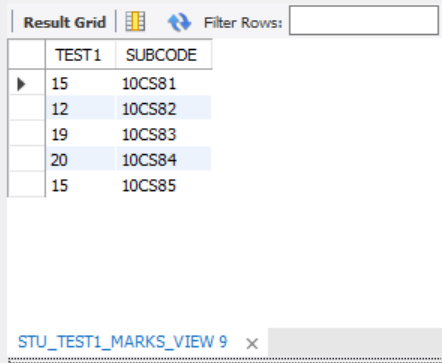 Result Grid Filter Rows:
TEST1 SUBCODE
15 10CS81
12 10CS82
19 10CS83
20 10CS84
15 10CS85
STU_TEST1_MARKS_VIEW 9